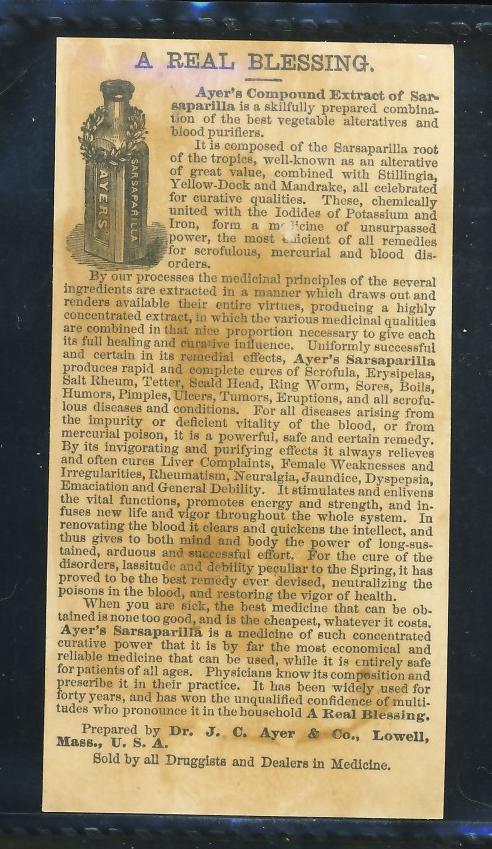 A REAL BLESSING.
Ayer's Compound Extract of Sar-
saparilla is a skilfully prepared combina-
tion of the best vegetable alteratives and
blood purifiers.
It is composed of the Sarsaparilla root
of the tropics, well-known as an alterative
of great value, combined with Stillingia,
Yellow-Dock and Mandrake, all celebrated
for curative qualities. These, chemically
united with the Iodides of Potassium and
Iron, form a medicine of unsurpassed
power, the most efficient of all remedies
for scrofulous, mercurial and blood dis-
orders.
AYER'S
SARSAPARILLA
By our processes the medicinal principles of the several
ingredients are extracted in a manner which draws out and
renders available their entire virtues, producing a highly
concentrated extract, in which the various medicinal qualities
are combined in that nice proportion necessary to give each
its full healing and curative influence. Uniformly successful
and certain in its remedial effects, Ayer's Sarsaparilla
produces rapid and complete cures of Scrofula, Erysipelas,
Salt Rheum, Tetter, Scald Head, Ring Worm, Sores, Boils,
Humors, Pimples, Ulcers, Tumors, Eruptions, and all scrofu-
lous diseases and conditions. For all diseases arising from
the impurity or deficient vitality of the blood, or from
mercurial poison, it is a powerful, safe and certain remedy.
By its invigorating and purifying effects it always relieves
and often cures Liver Complaints, Female Weaknesses and
Irregularities, Rheumatism, Neuralgia, Jaundice, Dyspepsia,
Emaciation and General Debility. It stimulates and enlivens
the vital functions, promotes energy and strength, and in-
fuses new life and vigor throughout the whole system. In
renovating the blood it clears and quickens the intellect, and
thus gives to both mind and body the power of long-sus-
tained, arduous and successful effort. For the cure of the
disorders, lassitude and debility peculiar to the Spring, it has
proved to be the best remedy ever devised, neutralizing the
poisons in the blood, and restoring the vigor of health.
When you are sick, the best medicine that can be ob-
tained is none too good, and is the cheapest, whatever it costs.
Ayer's Sarsaparilla is a medicine of such concentrated
curative power that it is by far the most economical and
reliable medicine that can be used, while it is entirely safe
for patients of all ages. Physicians know its composition and
prescribe it in their practice. It has been widely used for
forty years, and has won the unqualified confidence of multi-
tudes who pronounce it in the household A Real Blessing.
Prepared by Dr. J. C. Ayer & Co., Lowell,
Mass., U. S. A.
Sold by all Druggists and Dealers in Medicine.